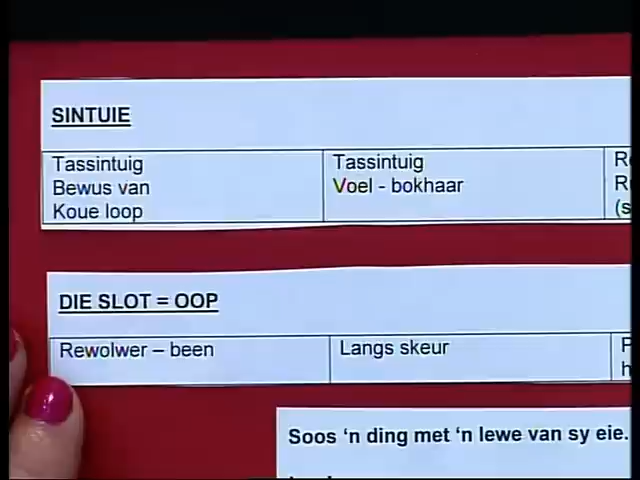 SINTUIE
Tassintuig
Bewus van
Koue loop
Tassintuig
Voel - bokhaar
DIE SLOT = OOP
Rewolwer – been
Langs skeur
Soos ‘n ding met ‘n lewe van sy eie.